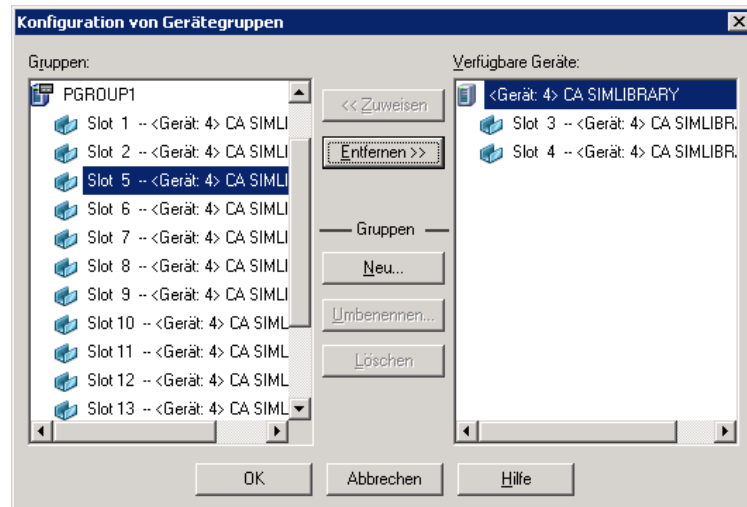 Konfiguration von Gerätegruppen
Gruppen:
PGROUP1
Slot 1 -- <Gerät: 4> CA SIMLI
Slot 2 -- <Gerät: 4> CA SIMLI
Slot 5 -- <Gerät: 4> CA SIMLI
Slot 6 -- <Gerät: 4> CA SIMLI
Slot 7 -- <Gerät: 4> CA SIMLI
Slot 8 -- <Gerät: 4> CA SIMLI
Slot 9 -- <Gerät: 4> CA SIMLI
Slot 10 -- <Gerät: 4> CA SIML
Slot 11 -- <Gerät: 4> CA SIML
Slot 12 -- <Gerät: 4> CA SIML
Slot 13 -- <Gerät: 4> CA SIML
<< Zuweisen
Entfernen >>
Gruppen
Neu...
Umbenennen...
Löschen
Verfügbare Geräte:
<Gerät: 4> CA SIMLIBRARY
Slot 3 -- <Gerät: 4> CA SIMLIBR
Slot 4 -- <Gerät: 4> CA SIMLIBR
OK
Abbrechen
Hilfe